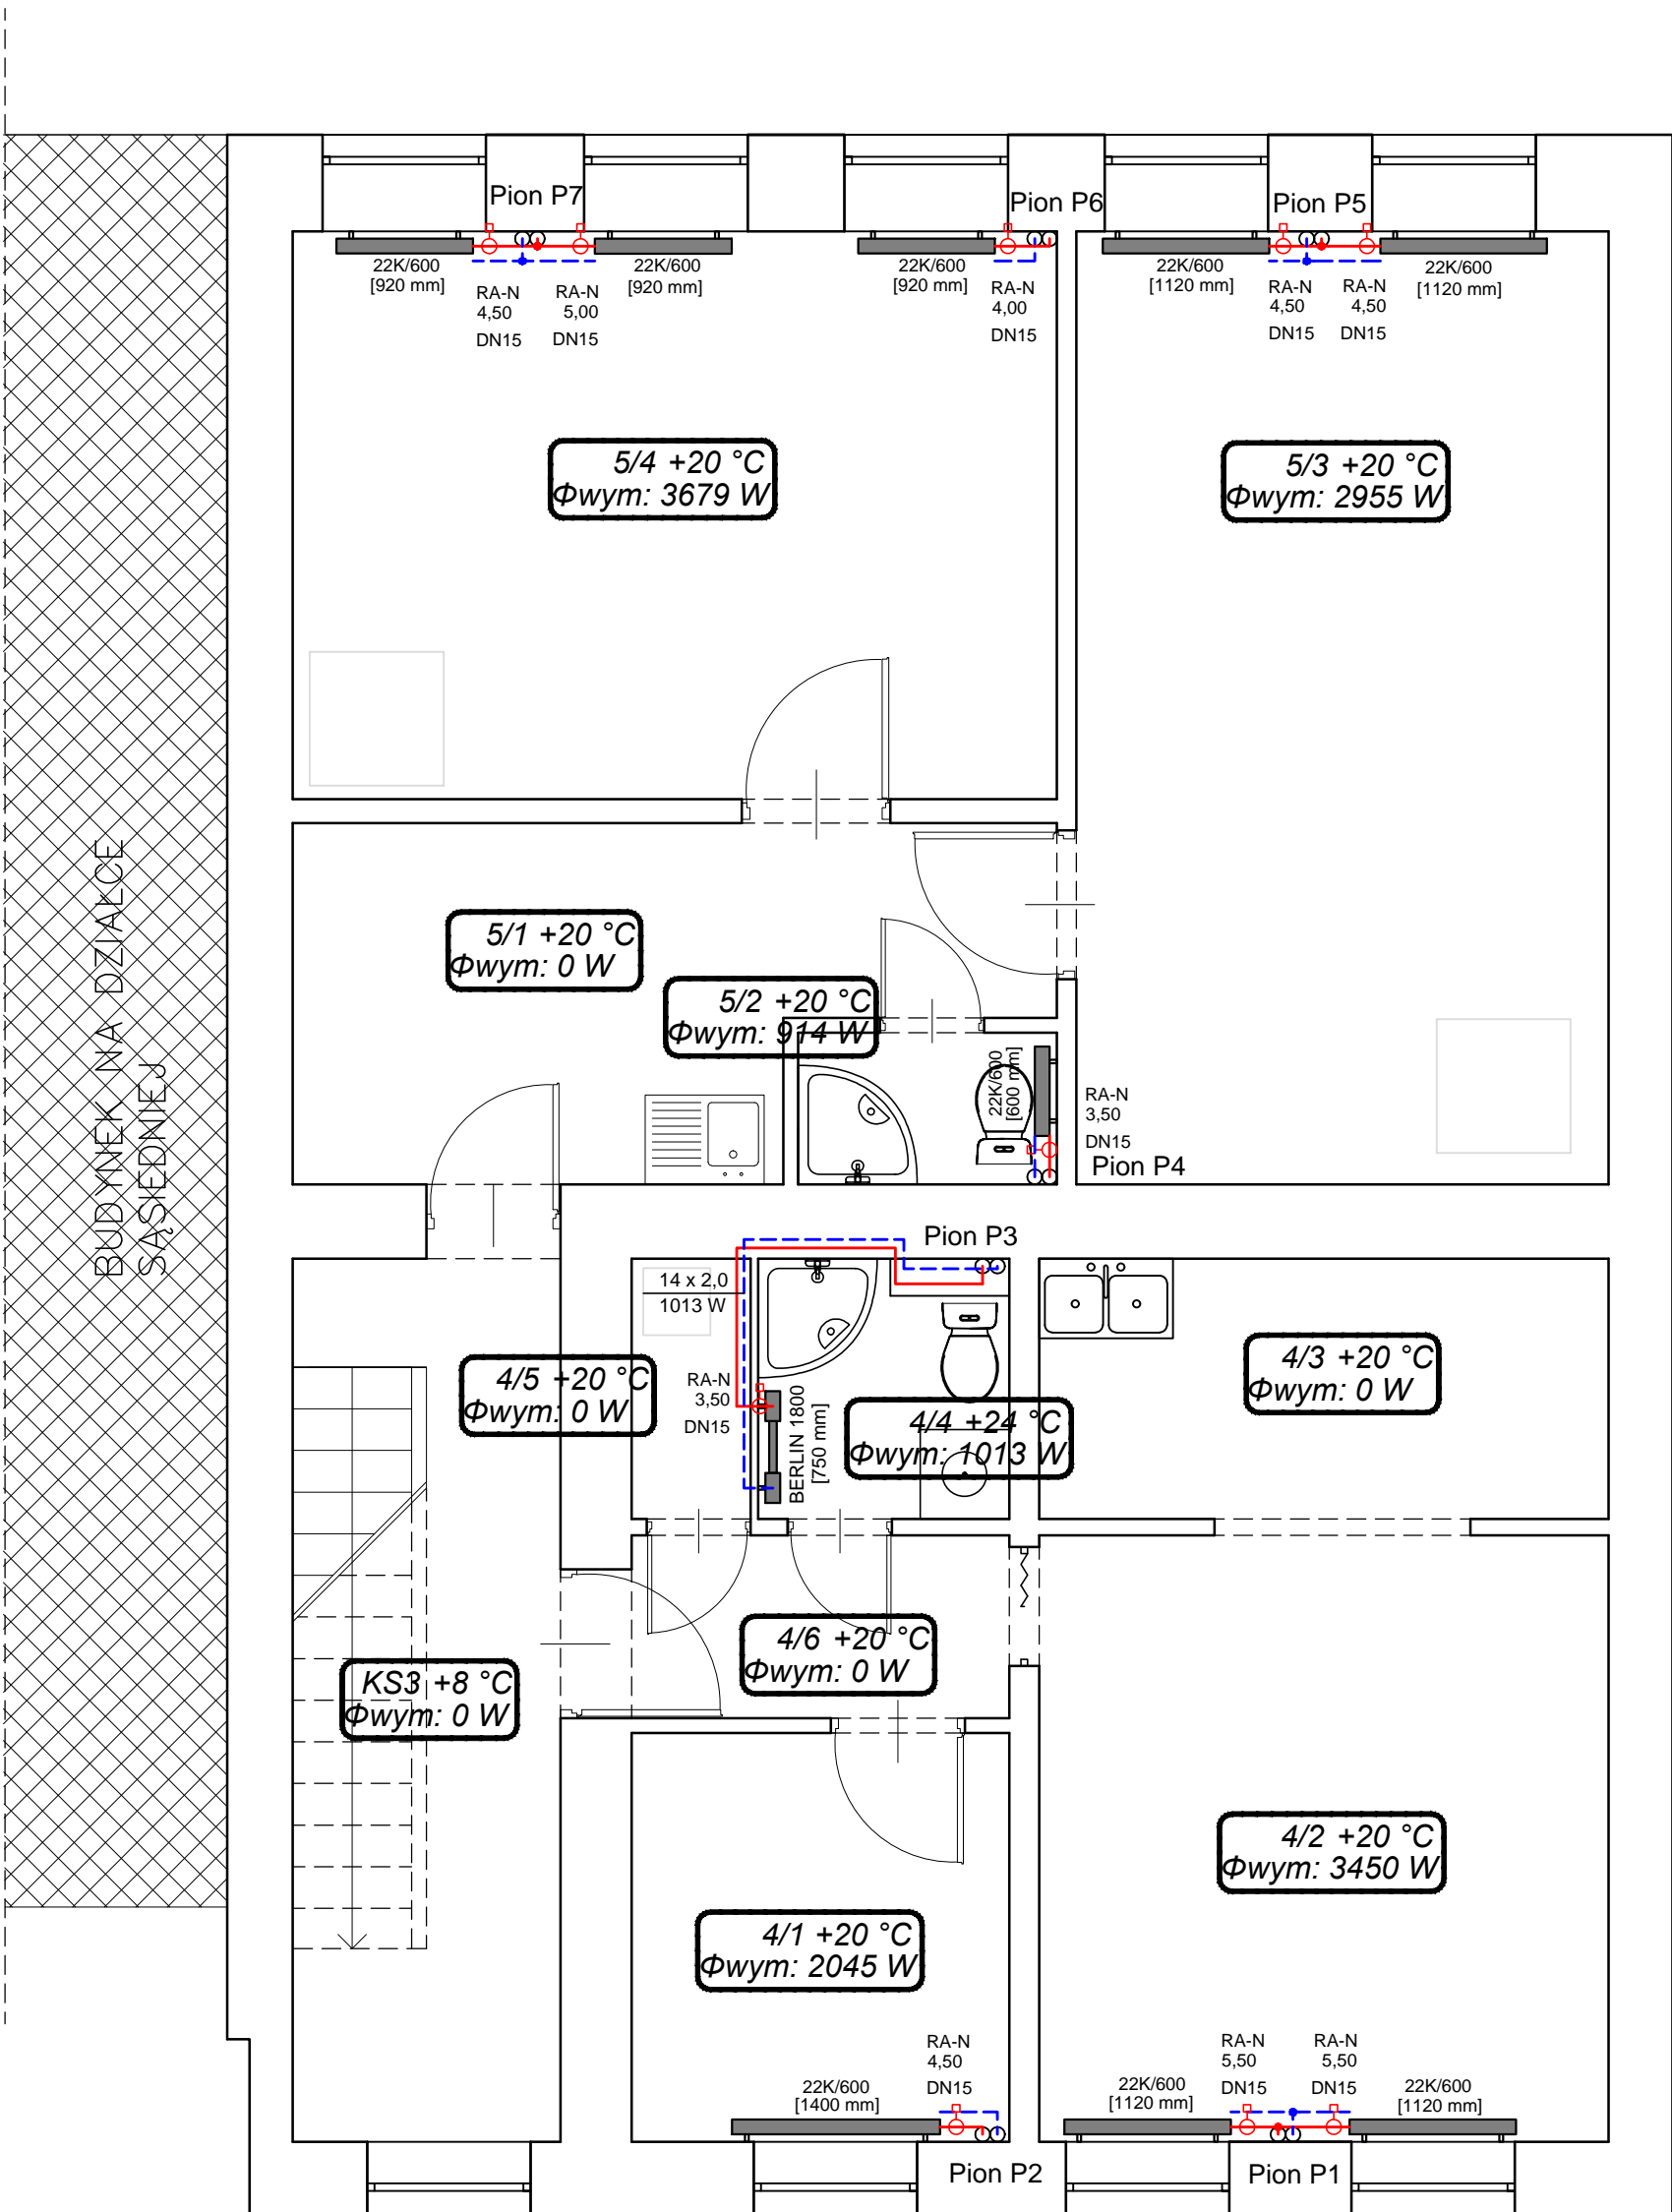 Pion P7
Pion P6
Pion P5
22K/600
[920 mm]
RA-N
4,50
DN15
RA-N
5,00
DN15
22K/600
[920 mm]
22K/600
[920 mm]
RA-N
4,00
DN15
22K/600
[1120 mm]
RA-N
4,50
DN15
RA-N
4,50
DN15
22K/600
[1120 mm]
5/4 +20 °C
Φwym: 3679 W
5/3 +20 °C
Φwym: 2955 W
BUDYNEK NA DZIAŁCE
SĄSIEDNIEJ
5/1 +20 °C
Φwym: 0 W
5/2 +20 °C
Φwym: 914 W
22K/600
[600 mm]
RA-N
3,50
DN15
Pion P4
Pion P3
14 x 2,0
1013 W
4/5 +20 °C
Φwym: 0 W
RA-N
3,50
DN15
BERLIN 1800
[750 mm]
4/4 +24 °C
Φwym: 1013 W
4/3 +20 °C
Φwym: 0 W
4/6 +20 °C
Φwym: 0 W
KS3 +8 °C
Φwym: 0 W
4/2 +20 °C
Φwym: 3450 W
4/1 +20 °C
Φwym: 2045 W
22K/600
[1400 mm]
RA-N
4,50
DN15
22K/600
[1120 mm]
RA-N
5,50
DN15
RA-N
5,50
DN15
22K/600
[1120 mm]
Pion P2
Pion P1